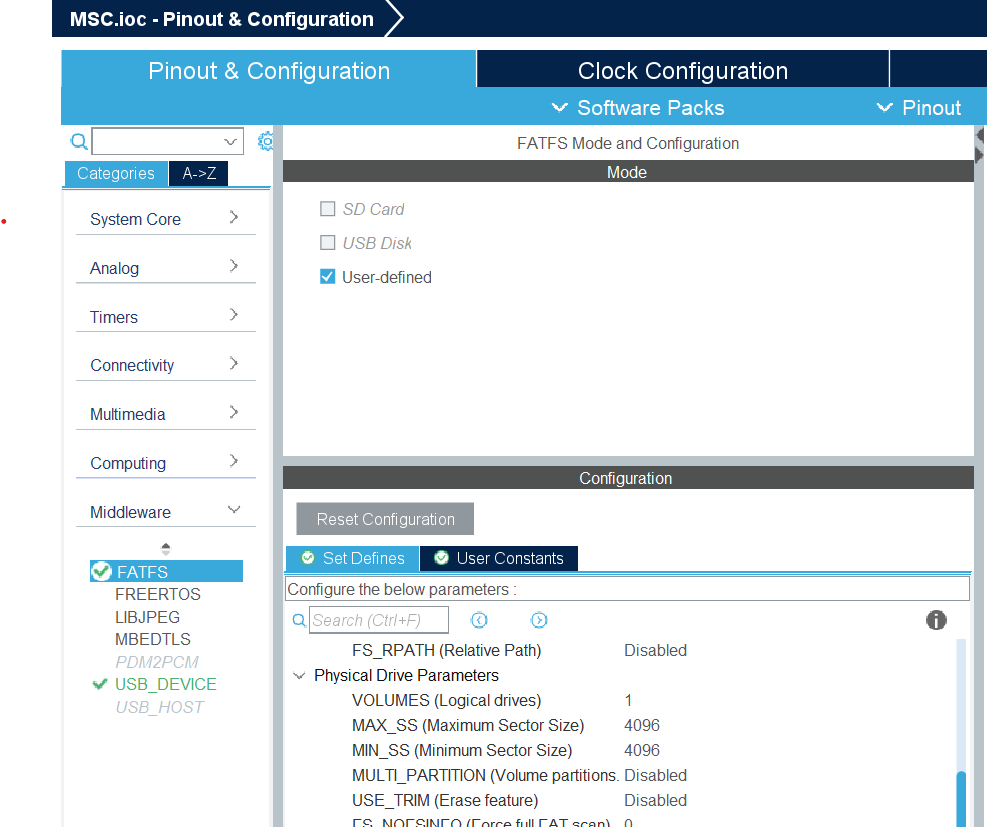 MSC.ioc - Pinout & Configuration
Pinout & Configuration
Clock Configuration
Software Packs
Pinout
Categories
A->Z
System Core
Analog
Timers
Connectivity
Multimedia
Computing
Middleware
FATFS
FREERTOS
LIBJPEG
MBEDTLS
PDM2PCM
USB_DEVICE
USB_HOST
FATFS Mode and Configuration
Mode
SD Card
USB Disk
User-defined
Configuration
Reset Configuration
Set Defines
User Constants
Configure the below parameters :
Search (Ctrl+F)
FS_RPATH (Relative Path) Disabled
Physical Drive Parameters
VOLUMES (Logical drives) 1
MAX_SS (Maximum Sector Size) 4096
MIN_SS (Minimum Sector Size) 4096
MULTI_PARTITION (Volume partitions. Disabled
USE_TRIM (Erase feature) Disabled
FS_NOFSINFO (Force full FAT scan) 0